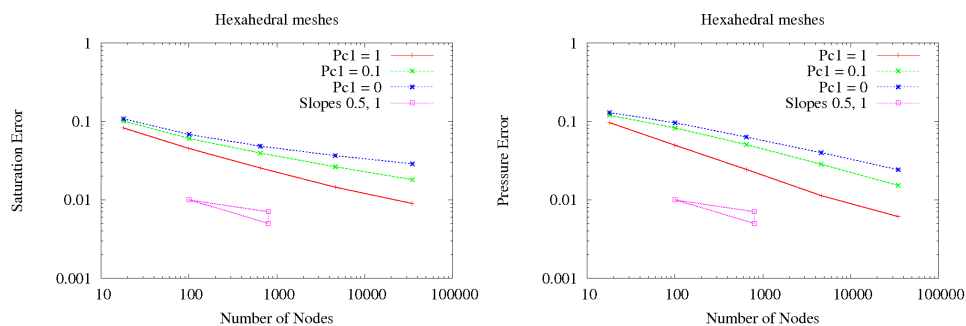 Hexahedral meshes
1
0.1
0.01
0.001
Saturation Error
Pc1 = 1
Pc1 = 0.1
Pc1 = 0
Slopes 0.5, 1
10 100 1000 10000 100000
Number of Nodes
Hexahedral meshes
1
0.1
0.01
0.001
Pressure Error
Pc1 = 1
Pc1 = 0.1
Pc1 = 0
Slopes 0.5, 1
10 100 1000 10000 100000
Number of Nodes